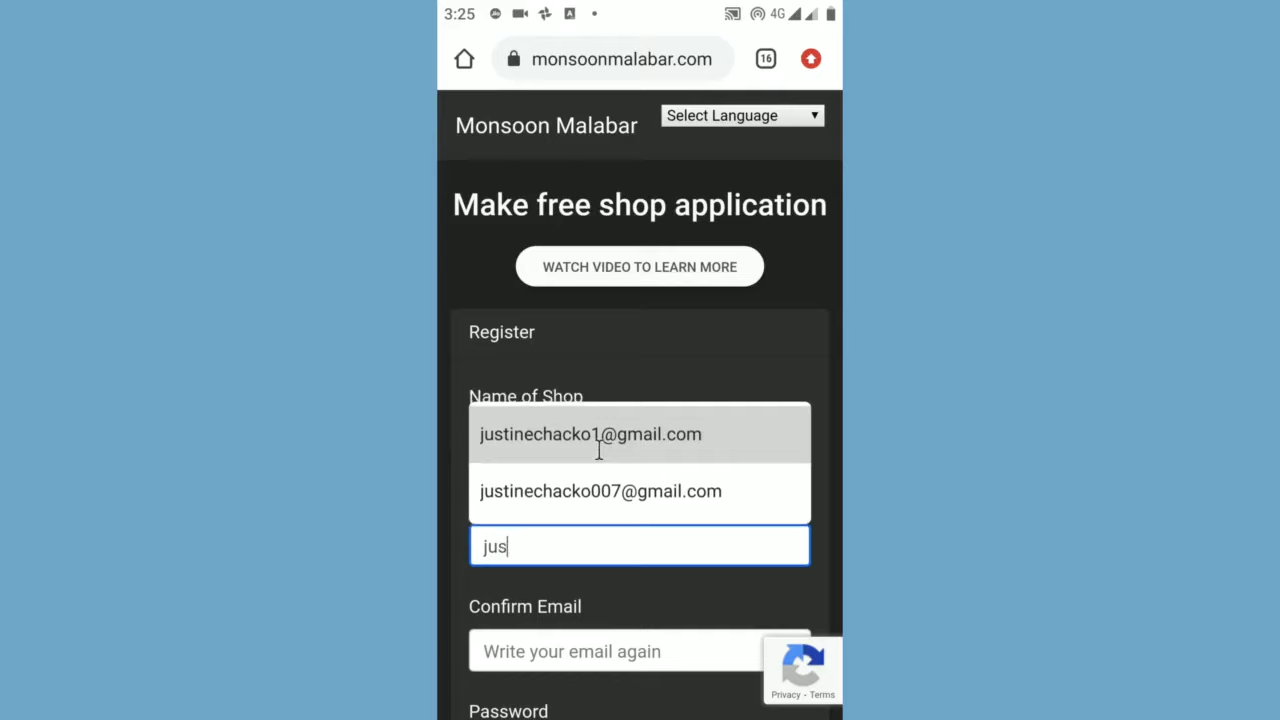 3:25
4G
monsoonmalabar.com
16
Monsoon Malabar
Select Language
Make free shop application
WATCH VIDEO TO LEARN MORE
Register
Name of Shop
justinechacko1@gmail.com
justinechacko007@gmail.com
jus
Confirm Email
Write your email again
Privacy - Terms
Password